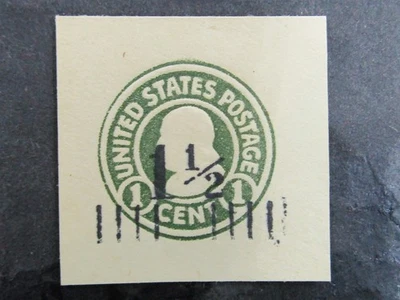 UNITED STATES POSTAGE
1 1/2
1 CENT 1